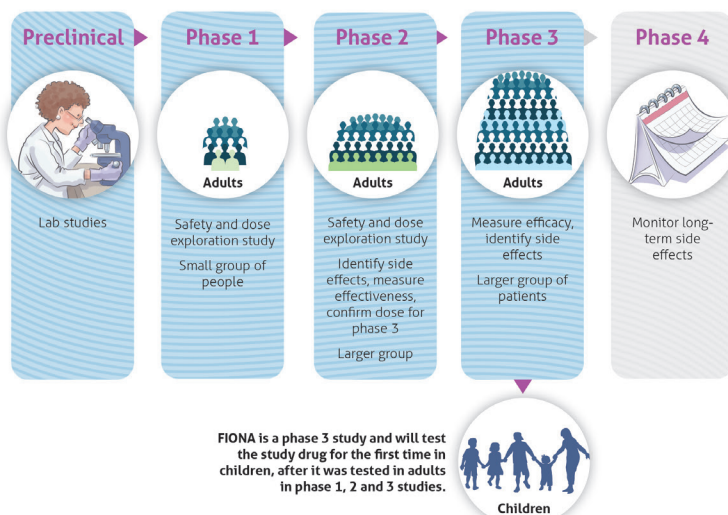 Preclinical
Phase 1
Phase 2
Phase 3
Phase 4
Adults
Adults
Adults
Lab studies
Safety and dose
exploration study
Small group of
people
Safety and dose
exploration study
Identify side
effects, measure
effectiveness,
confirm dose for
phase 3
Larger group
Measure efficacy,
identify side
effects
Larger group of
patients
Monitor long-
term side
effects
FIONA is a phase 3 study and will test
the study drug for the first time in
children, after it was tested in adults
in phase 1, 2 and 3 studies.
Children